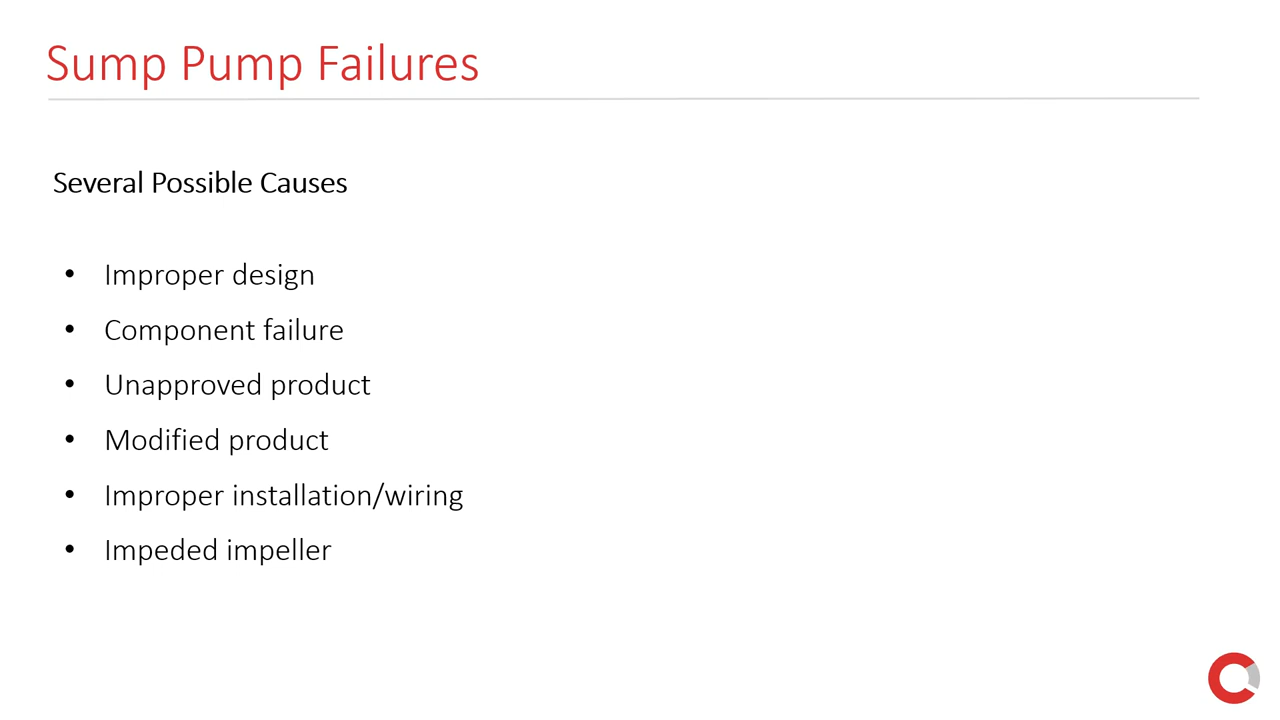 Sump Pump Failures
Several Possible Causes
• Improper design
• Component failure
• Unapproved product
• Modified product
• Improper installation/wiring
• Impeded impeller